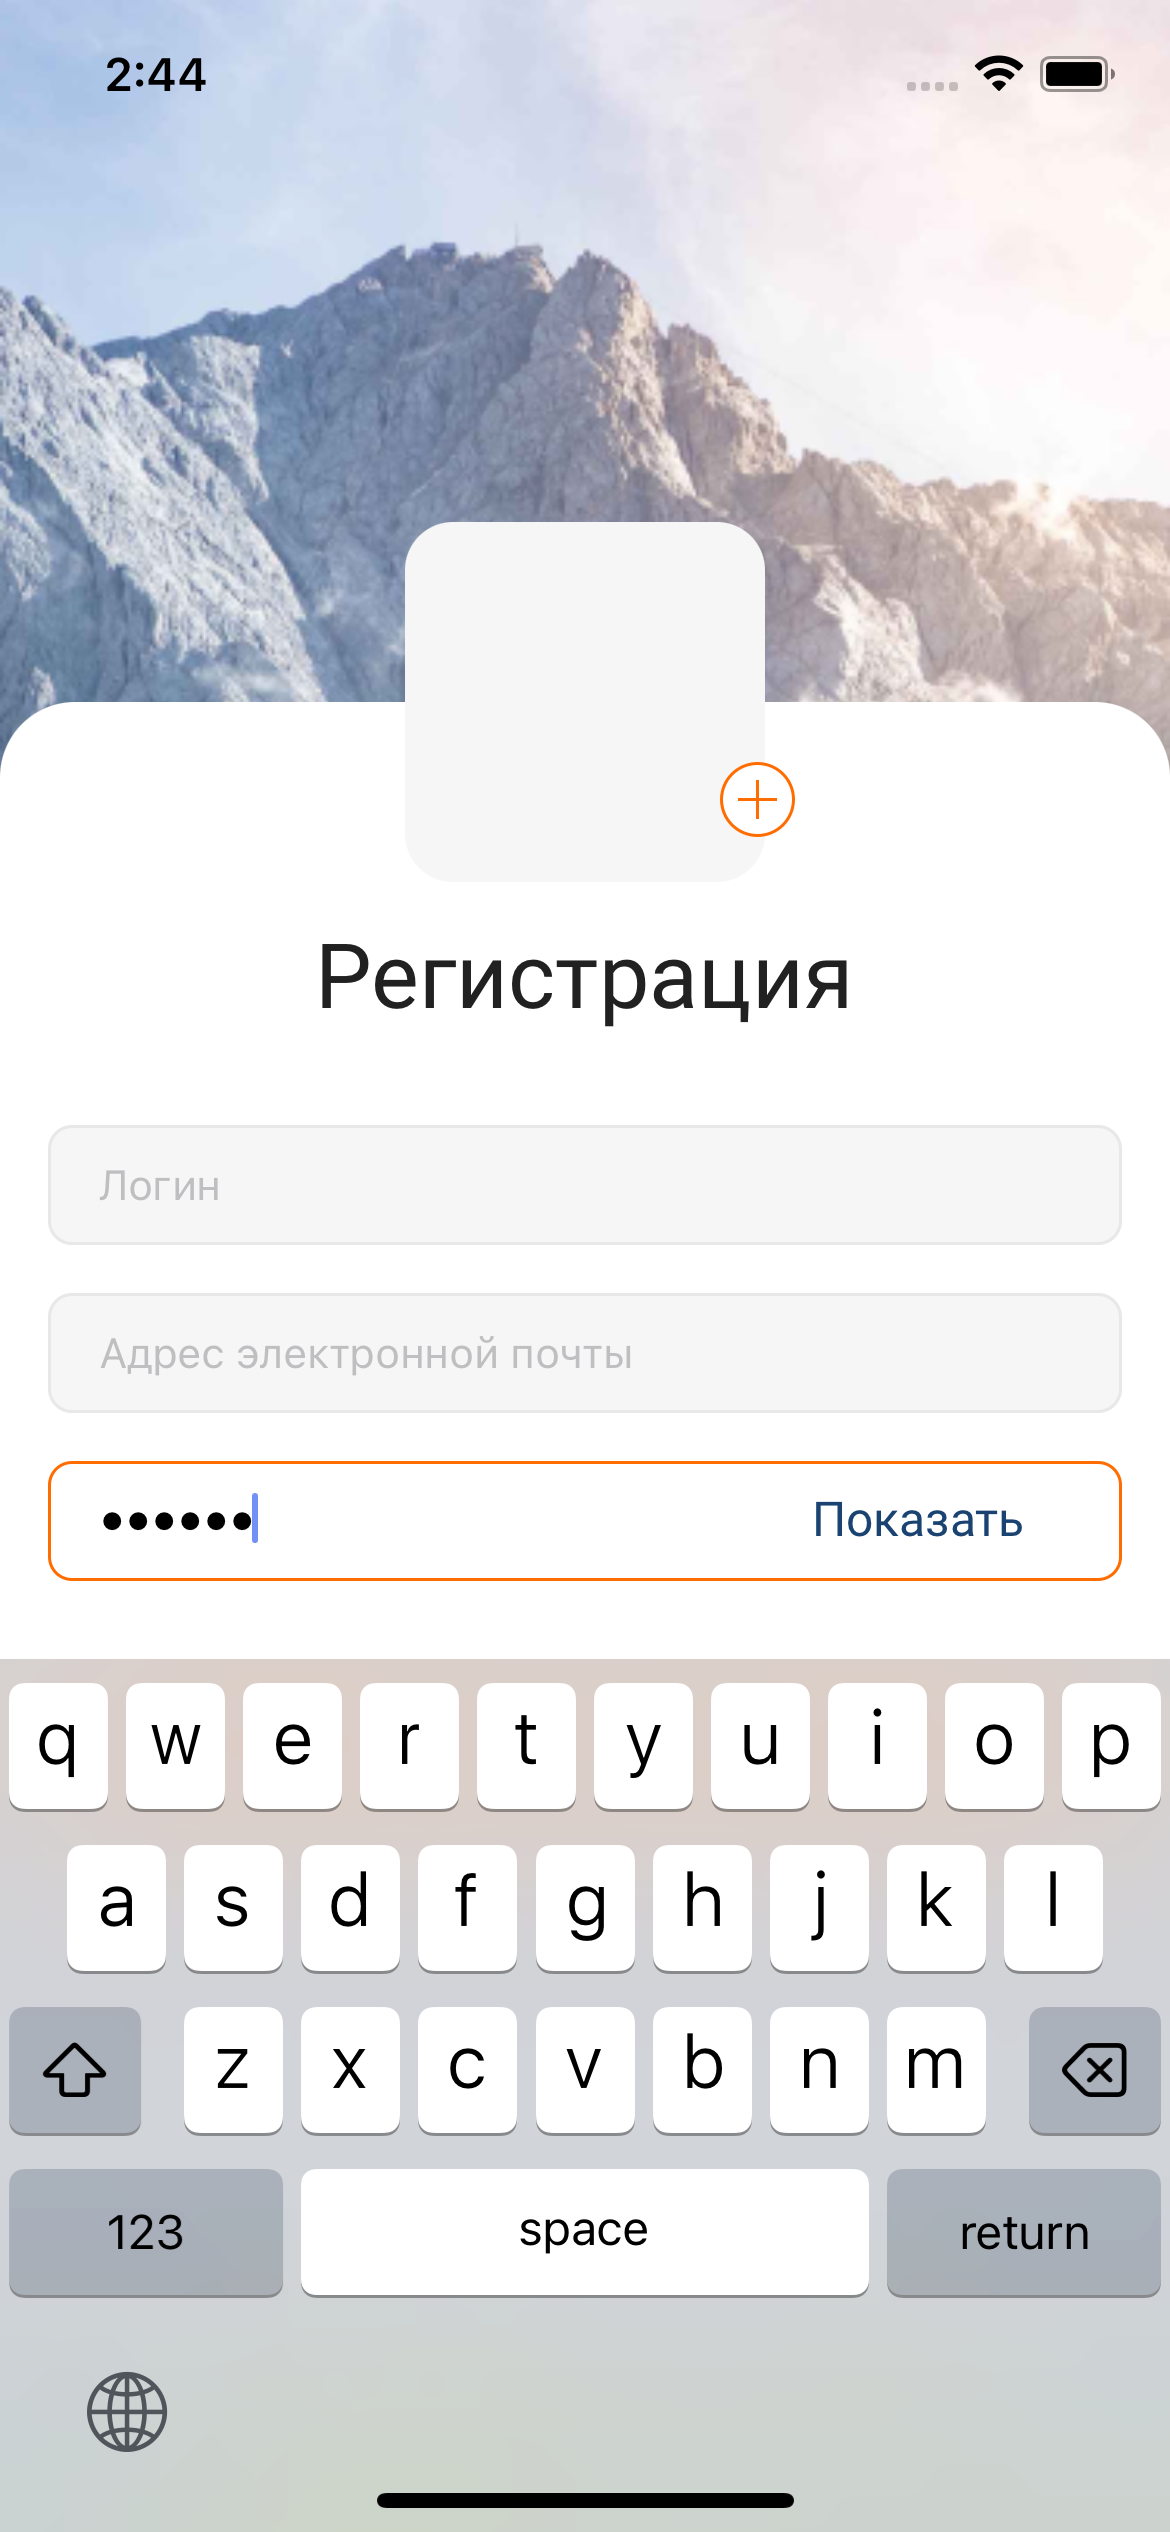 2:44
Регистрация
Логин
Адрес электронной почты
•••••• Показать
q w e r t y u i o p
a s d f g h j k l
z x c v b n m
123 space return